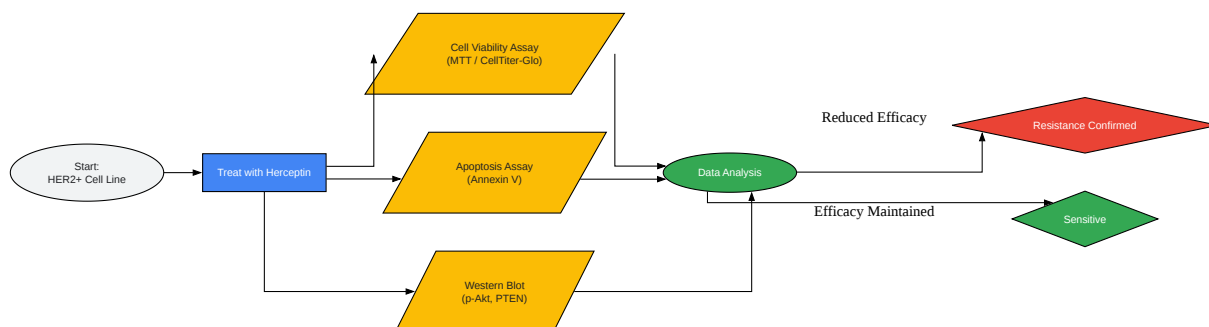 Start:
HER2+ Cell Line
Treat with Herceptin
Cell Viability Assay
(MTT / CellTiter-Glo)
Apoptosis Assay
(Annexin V)
Western Blot
(p-Akt, PTEN)
Data Analysis
Reduced Efficacy
Resistance Confirmed
Efficacy Maintained
Sensitive